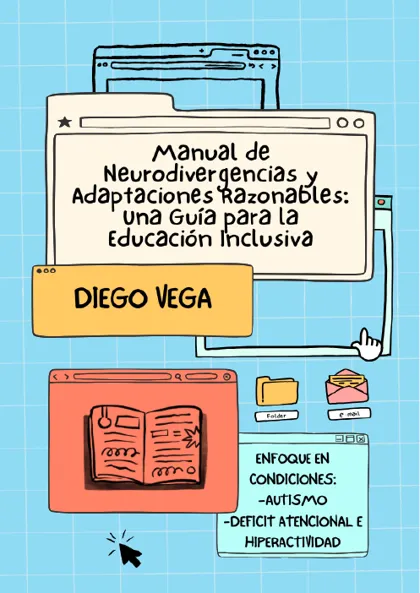 Manual de
Neurodivergencias y
Adaptaciones Razonables:
una Guía para la
Educación Inclusiva
DIEGO VEGA
Folder
e mail
ENFOQUE EN
CONDICIONES:
-AUTISMO
-DEFICIT ATENCIONAL E
HIPERACTIVIDAD